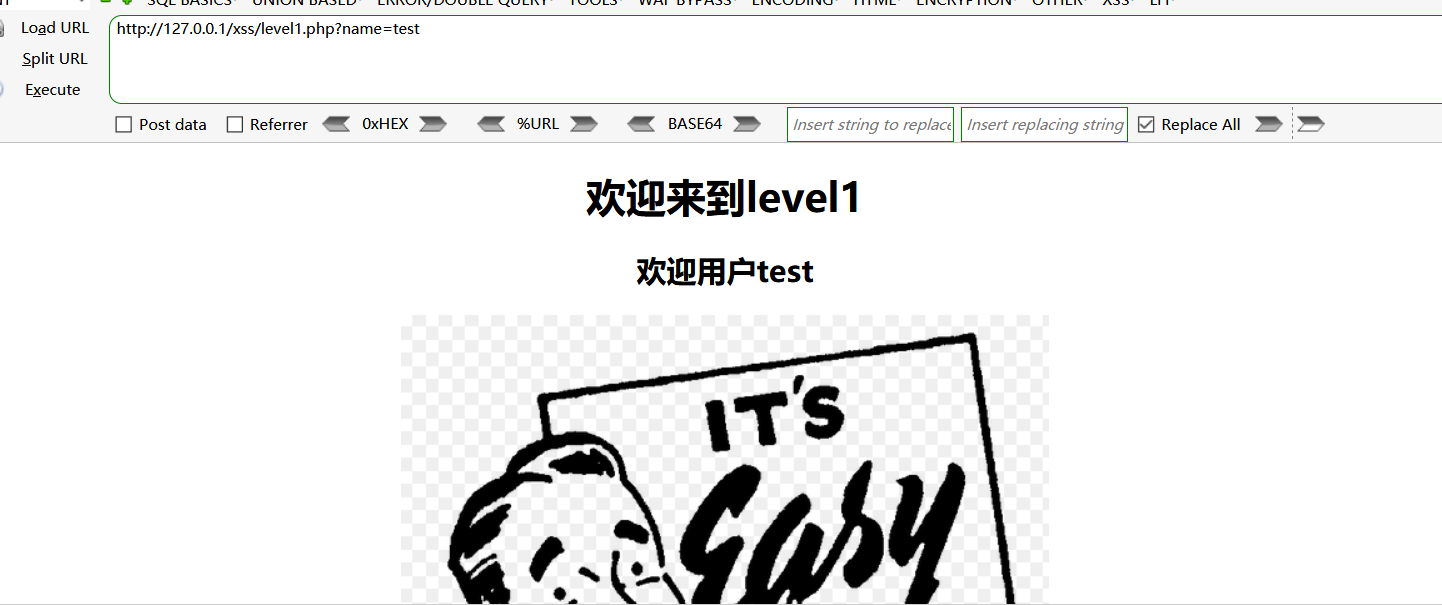 SQL BASICS UNION BASED ERROR/DOUBLE QUERY TOOLS WAF BYPASS ENCODING HTML ENCRYPTION OTHER XSS LFI
Load URL
http://127.0.0.1/xss/level1.php?name=test
Split URL
Execute
Post data Referrer 0xHEX %URL BASE64 Insert string to replace Insert replacing string Replace All
欢迎来到level1
欢迎用户test
IT'S
Easy